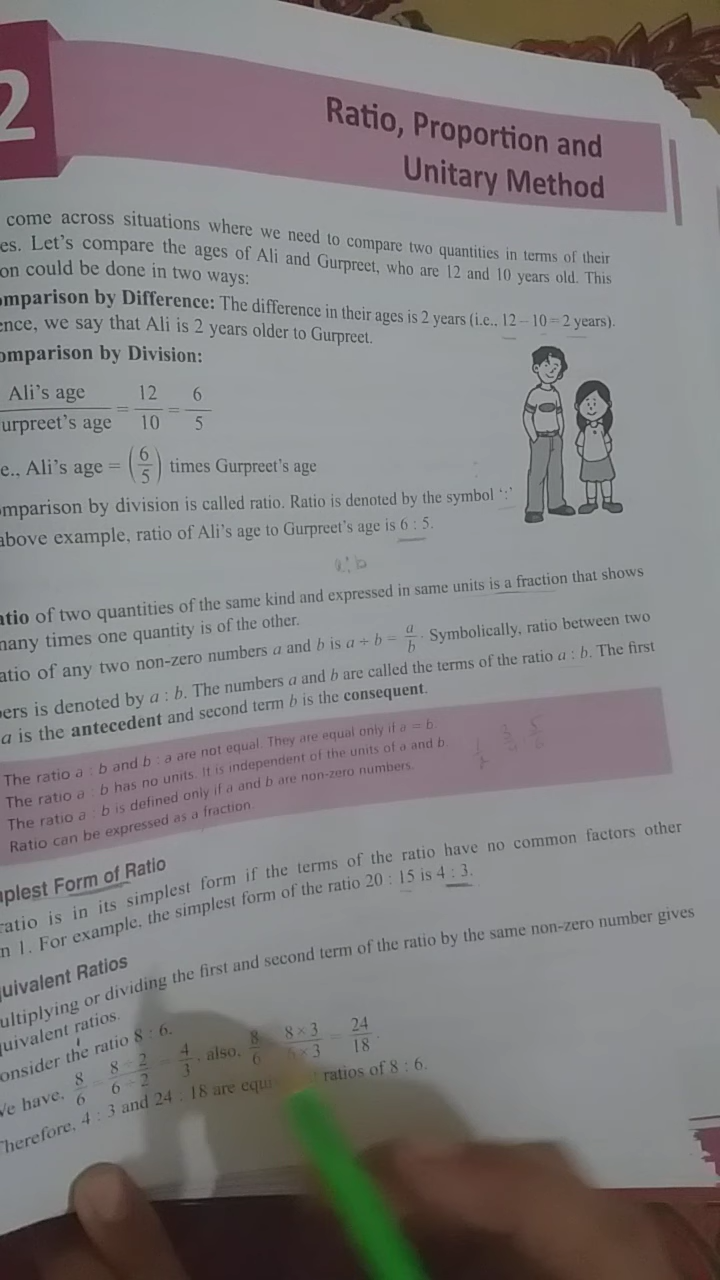 2
Ratio, Proportion and
Unitary Method
come across situations where we need to compare two quantities in terms of their
es. Let's compare the ages of Ali and Gurpreet, who are 12 and 10 years old. This
on could be done in two ways:
omparison by Difference: The difference in their ages is 2 years (i.e., 12 – 10 = 2 years).
ence, we say that Ali is 2 years older to Gurpreet.
omparison by Division:
Ali's age / urpreet's age = 12/10 = 6/5
e., Ali's age = (6/5) times Gurpreet's age
omparison by division is called ratio. Ratio is denoted by the symbol ':'
above example, ratio of Ali's age to Gurpreet's age is 6 : 5.
a:b
atio of two quantities of the same kind and expressed in same units is a fraction that shows
many times one quantity is of the other.
atio of any two non-zero numbers a and b is a ÷ b = a/b. Symbolically, ratio between two
bers is denoted by a : b. The numbers a and b are called the terms of the ratio a : b. The first
a is the antecedent and second term b is the consequent.
The ratio a : b and b : a are not equal. They are equal only if a = b.
The ratio a : b has no units. It is independent of the units of a and b.
The ratio a : b is defined only if a and b are non-zero numbers.
Ratio can be expressed as a fraction.
mplest Form of Ratio
ratio is in its simplest form if the terms of the ratio have no common factors other
n 1. For example, the simplest form of the ratio 20 : 15 is 4 : 3.
quivalent Ratios
ultiplying or dividing the first and second term of the ratio by the same non-zero number gives
quivalent ratios.
onsider the ratio 8 : 6.
We have, 8/6 = 8 ÷ 2/6 ÷ 2 = 4/3, also, 8/6 8 × 3/6 × 3 = 24/18.
Therefore, 4 : 3 and 24 : 18 are equi ratios of 8 : 6.